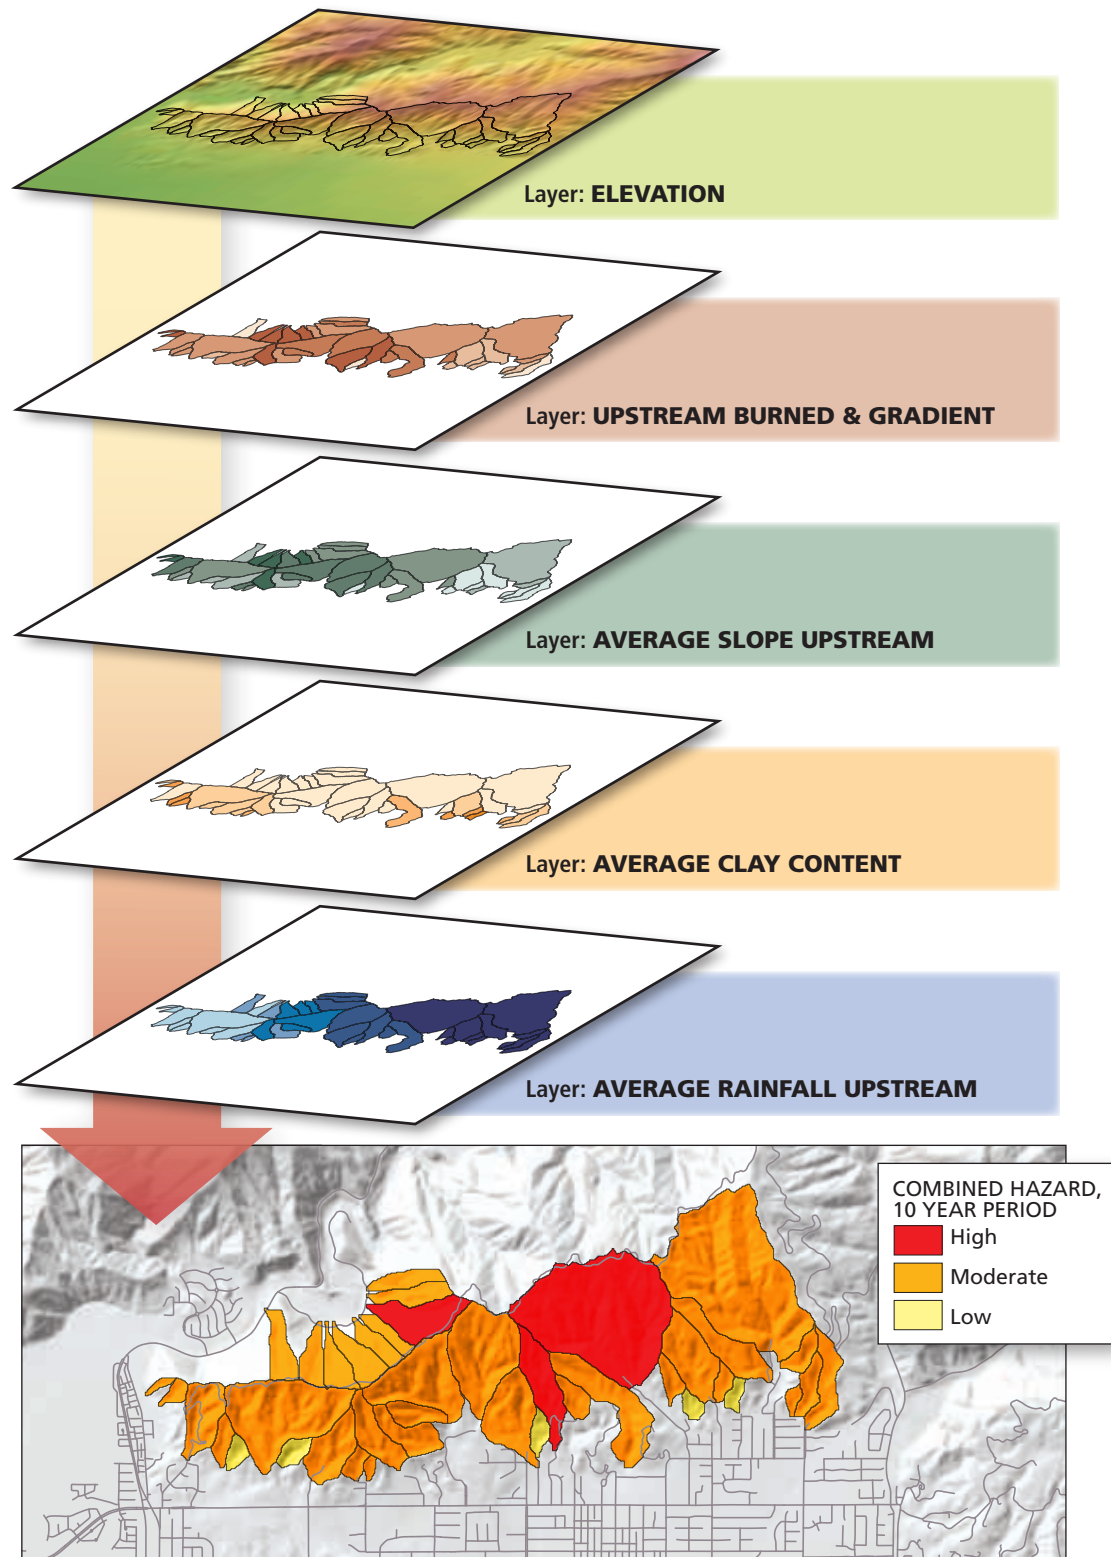 Layer: ELEVATION
Layer: UPSTREAM BURNED & GRADIENT
Layer: AVERAGE SLOPE UPSTREAM
Layer: AVERAGE CLAY CONTENT
Layer: AVERAGE RAINFALL UPSTREAM
COMBINED HAZARD,
10 YEAR PERIOD
High
Moderate
Low